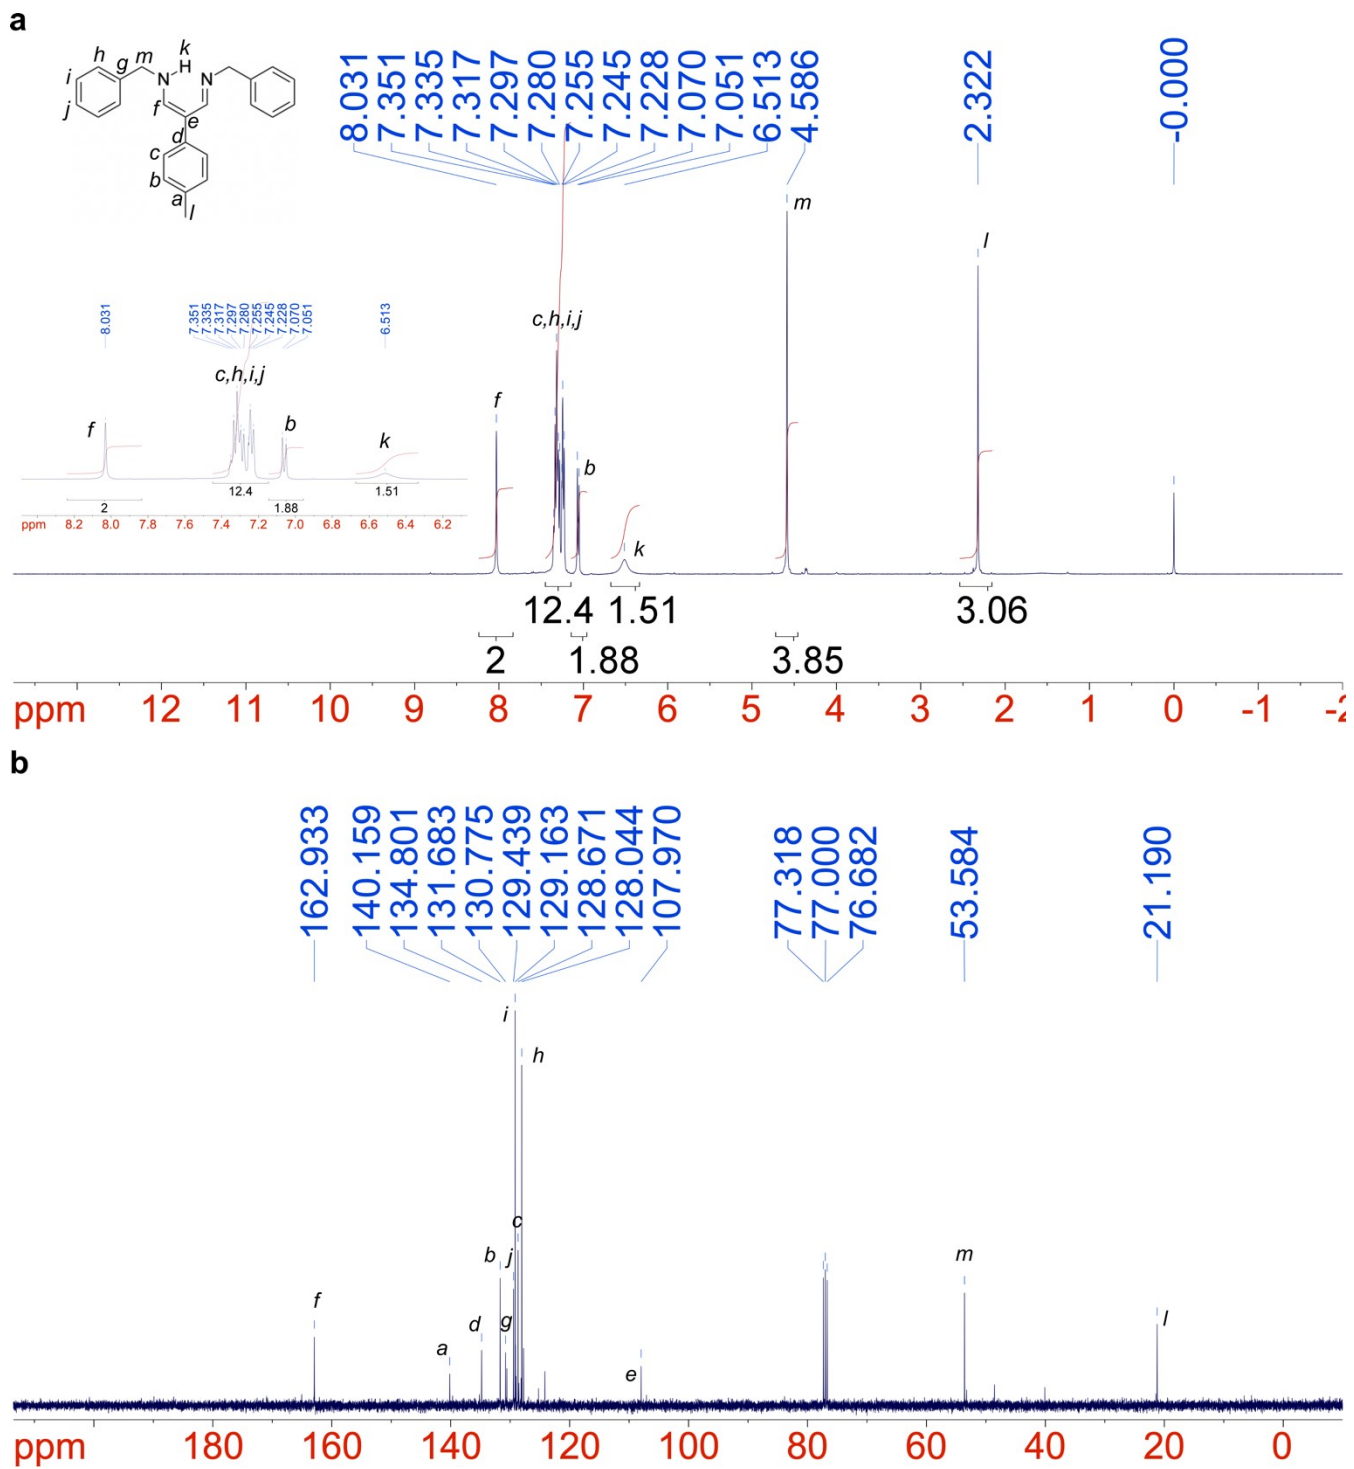 a
8.031
7.351
7.335
7.317
7.297
7.280
7.255
7.245
7.228
7.070
7.051
6.513
4.586
2.322
-0.000
h m k
i g H
N N
j f e
d
c
b
a
l
m
l
c,h,i,j
f
b
k
8.031
7.351
7.335
7.317
7.297
7.280
7.255
7.245
7.228
7.070
7.051
6.513
c,h,i,j
f b k
12.4 1.51
2 1.88
ppm 8.2 8.0 7.8 7.6 7.4 7.2 7.0 6.8 6.6 6.4 6.2
12.4 1.51 3.06
2 1.88 3.85
ppm 12 11 10 9 8 7 6 5 4 3 2 1 0 -1 -2
b
162.933
140.159
134.801
131.683
130.775
129.439
129.163
128.671
128.044
107.970
77.318
77.000
76.682
53.584
21.190
i
h
c
b j m
f
d g l
a e
ppm 180 160 140 120 100 80 60 40 20 0